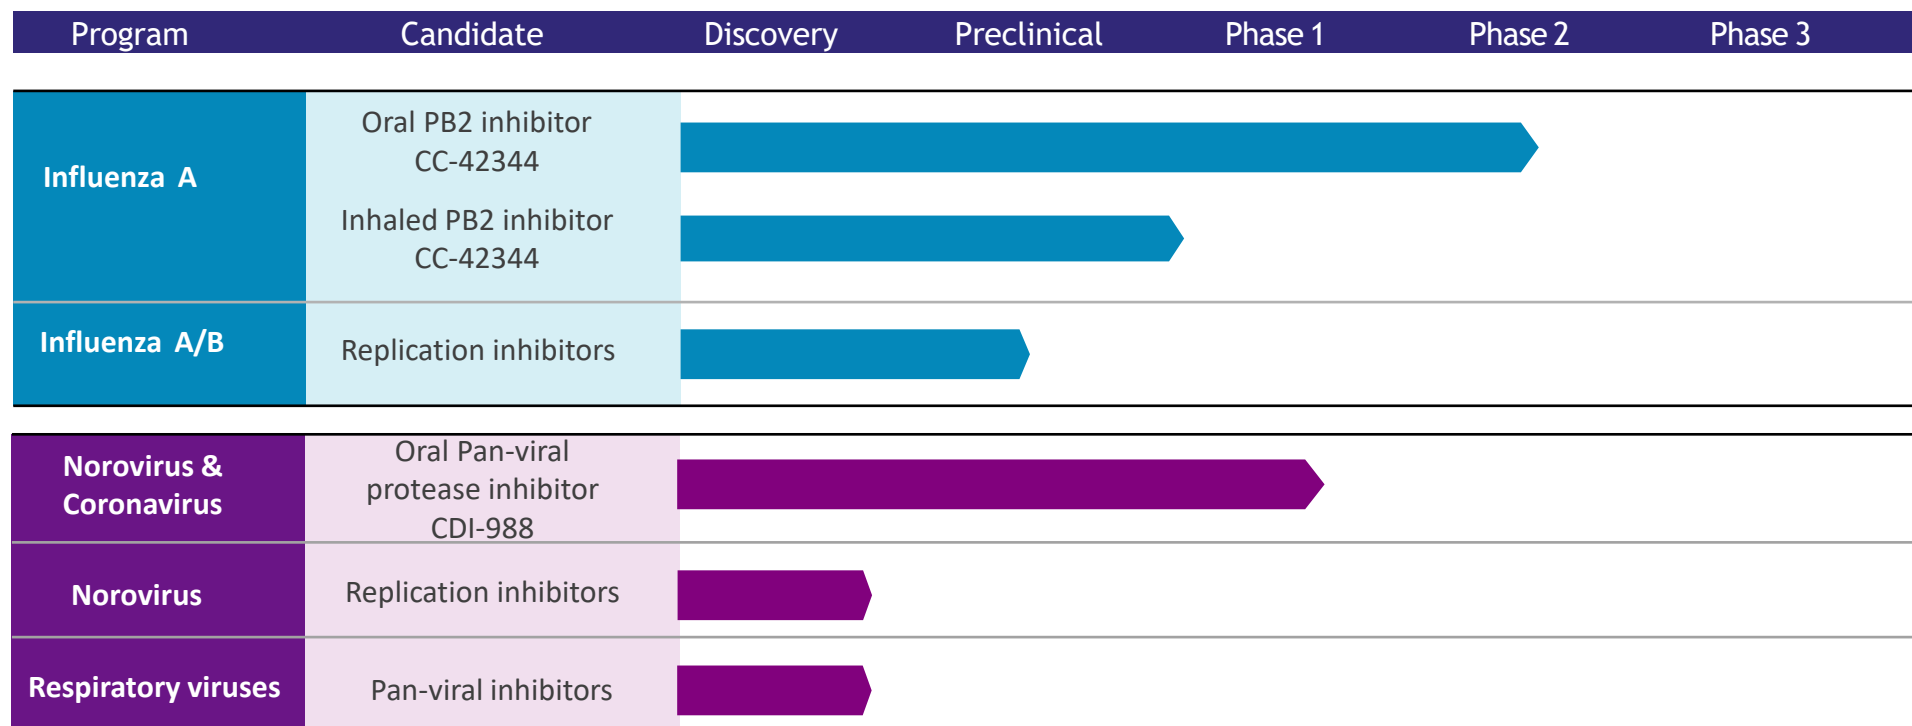 Program Candidate Discovery Preclinical Phase 1 Phase 2 Phase 3
Influenza A
Oral PB2 inhibitor
CC-42344
Inhaled PB2 inhibitor
CC-42344
Influenza A/B
Replication inhibitors
Norovirus &
Coronavirus
Oral Pan-viral
protease inhibitor
CDI-988
Norovirus
Replication inhibitors
Respiratory viruses
Pan-viral inhibitors